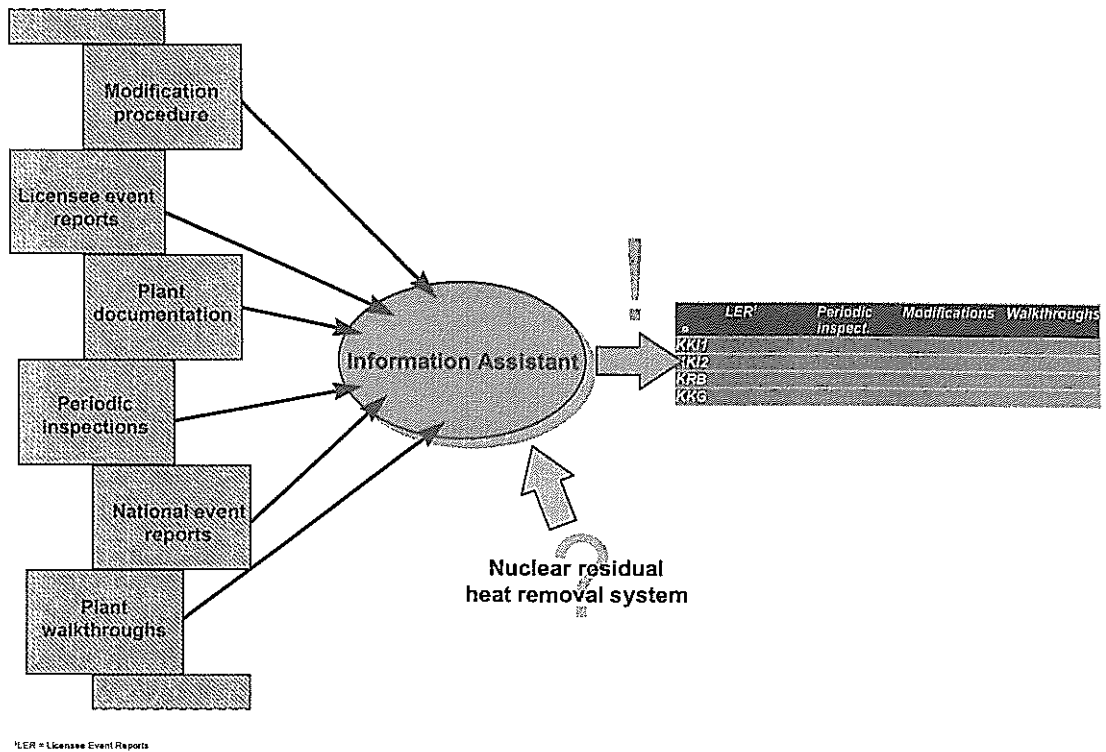 Modification
procedure
Licensee event
reports
Plant
documentation
Periodic
inspections
National event
reports
Plant
walkthroughs
Information Assistant
!
?
Nuclear residual
heat removal system
LER¹ Periodic inspect. Modifications Walkthroughs
KKI1
KKI2
KRB
KKG
¹LER = Licensee Event Reports